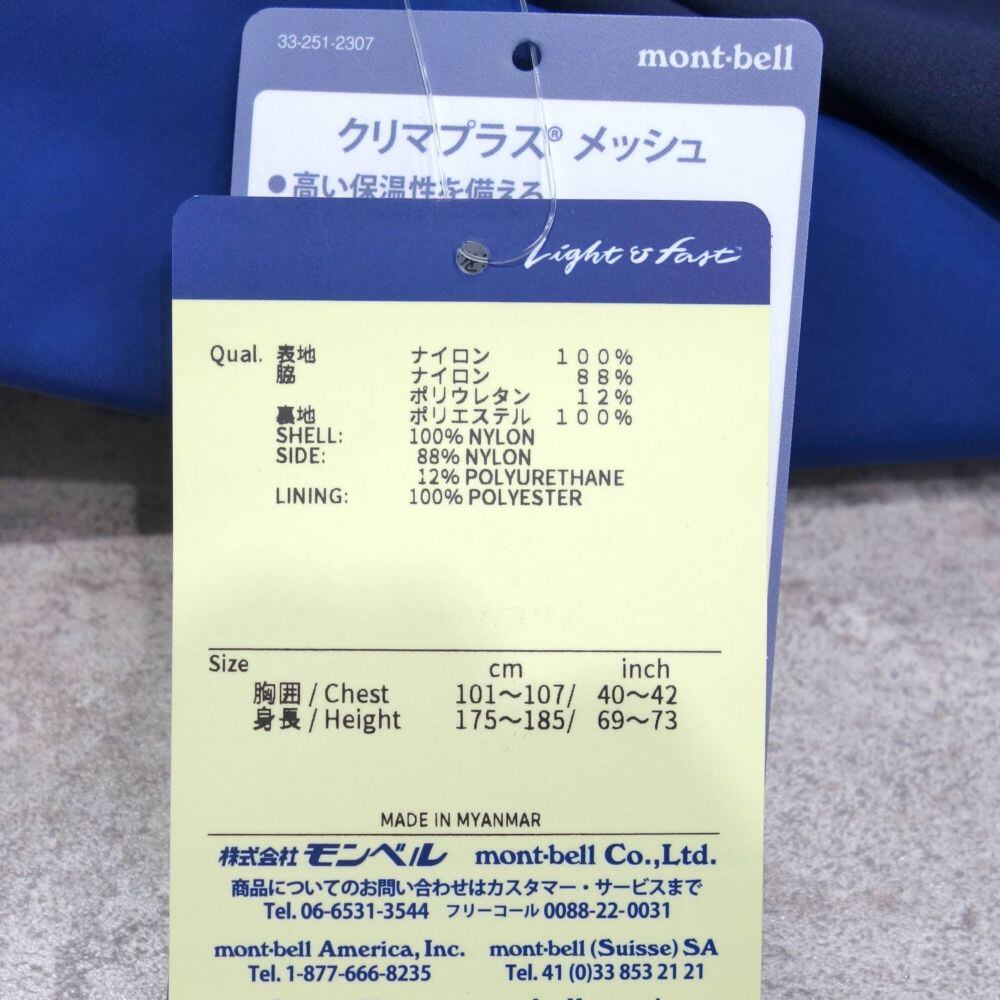 33-251-2307
mont·bell
クリマプラス® メッシュ
●高い保温性を備える
Light & Fast™
Qual. 表地 ナイロン 100%
脇 ナイロン 88%
ポリウレタン 12%
裏地 ポリエステル 100%
SHELL: 100% NYLON
SIDE: 88% NYLON
12% POLYURETHANE
LINING: 100% POLYESTER
Size cm inch
胸囲 / Chest 101～107/ 40～42
身長 / Height 175～185/ 69～73
MADE IN MYANMAR
株式会社 モンベル mont·bell Co.,Ltd.
商品についてのお問い合わせはカスタマー・サービスまで
Tel. 06-6531-3544 フリーコール 0088-22-0031
mont·bell America, Inc. mont·bell (Suisse) SA
Tel. 1-877-666-8235 Tel. 41 (0)33 853 21 21